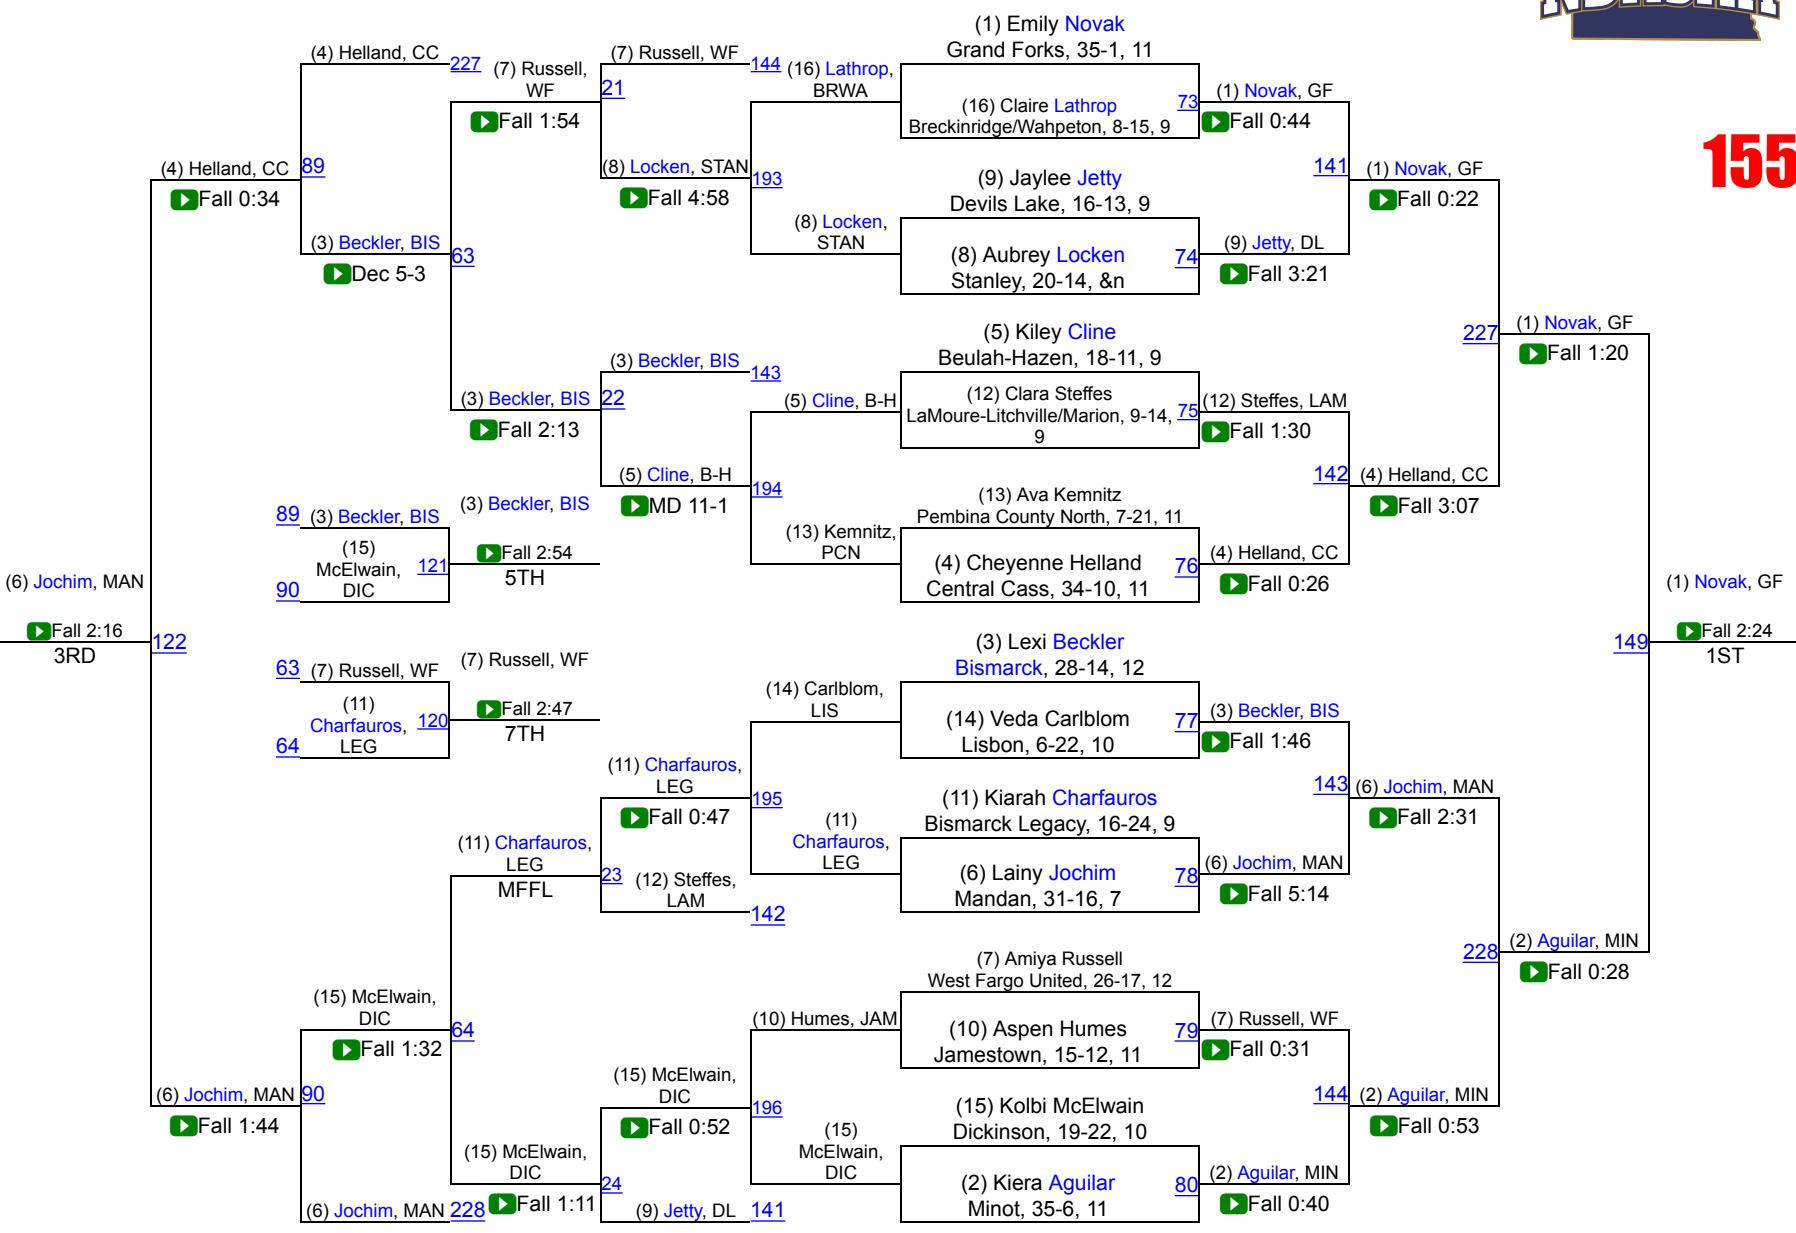 (1) Emily Novak
Grand Forks, 35-1, 11
(4) Helland, CC
227
(7) Russell,
WF
(7) Russell, WF
144
(16) Lathrop,
BRWA
21
(16) Claire Lathrop
Breckinridge/Wahpeton, 8-15, 9
73
(1) Novak, GF
Fall 0:44
Fall 1:54
155
(4) Helland, CC
89
Fall 0:34
(8) Locken, STAN
193
Fall 4:58
(9) Jaylee Jetty
Devils Lake, 16-13, 9
141
(1) Novak, GF
Fall 0:22
(3) Beckler, BIS
63
Dec 5-3
(8) Locken,
STAN
(8) Aubrey Locken
Stanley, 20-14, &n
74
(9) Jetty, DL
Fall 3:21
(5) Kiley Cline
Beulah-Hazen, 18-11, 9
227
(1) Novak, GF
Fall 1:20
(3) Beckler, BIS
143
(3) Beckler, BIS
22
Fall 2:13
(5) Cline, B-H
(12) Clara Steffes
LaMoure-Litchville/Marion, 9-14,
9
75
(12) Steffes, LAM
Fall 1:30
(5) Cline, B-H
194
MD 11-1
(13) Ava Kemnitz
Pembina County North, 7-21, 11
142
(4) Helland, CC
Fall 3:07
89
(3) Beckler, BIS
(3) Beckler, BIS
(15)
McElwain,
DIC
90
121
Fall 2:54
5TH
(13) Kemnitz,
PCN
(4) Cheyenne Helland
Central Cass, 34-10, 11
76
(4) Helland, CC
Fall 0:26
(6) Jochim, MAN
Fall 2:16
3RD
122
(1) Novak, GF
149
Fall 2:24
1ST
(3) Lexi Beckler
Bismarck, 28-14, 12
63
(7) Russell, WF
(7) Russell, WF
(11)
Charfauros,
LEG
64
120
Fall 2:47
7TH
(14) Carlblom,
LIS
(14) Veda Carlblom
Lisbon, 6-22, 10
77
(3) Beckler, BIS
Fall 1:46
(11) Charfauros,
LEG
195
Fall 0:47
(11) Kiarah Charfauros
Bismarck Legacy, 16-24, 9
143
(6) Jochim, MAN
Fall 2:31
(11) Charfauros,
LEG
MFFL
23
(12) Steffes,
LAM
142
(11)
Charfauros,
LEG
(6) Lainy Jochim
Mandan, 31-16, 7
78
(6) Jochim, MAN
Fall 5:14
228
(2) Aguilar, MIN
Fall 0:28
(7) Amiya Russell
West Fargo United, 26-17, 12
(15) McElwain,
DIC
64
Fall 1:32
(10) Humes, JAM
(10) Aspen Humes
Jamestown, 15-12, 11
79
(7) Russell, WF
Fall 0:31
(6) Jochim, MAN
90
Fall 1:44
(15) McElwain,
DIC
196
Fall 0:52
(15) Kolbi McElwain
Dickinson, 19-22, 10
144
(2) Aguilar, MIN
Fall 0:53
(15) McElwain,
DIC
24
Fall 1:11
(15)
McElwain,
DIC
(2) Kiera Aguilar
Minot, 35-6, 11
80
(2) Aguilar, MIN
Fall 0:40
(6) Jochim, MAN
228
(9) Jetty, DL
141